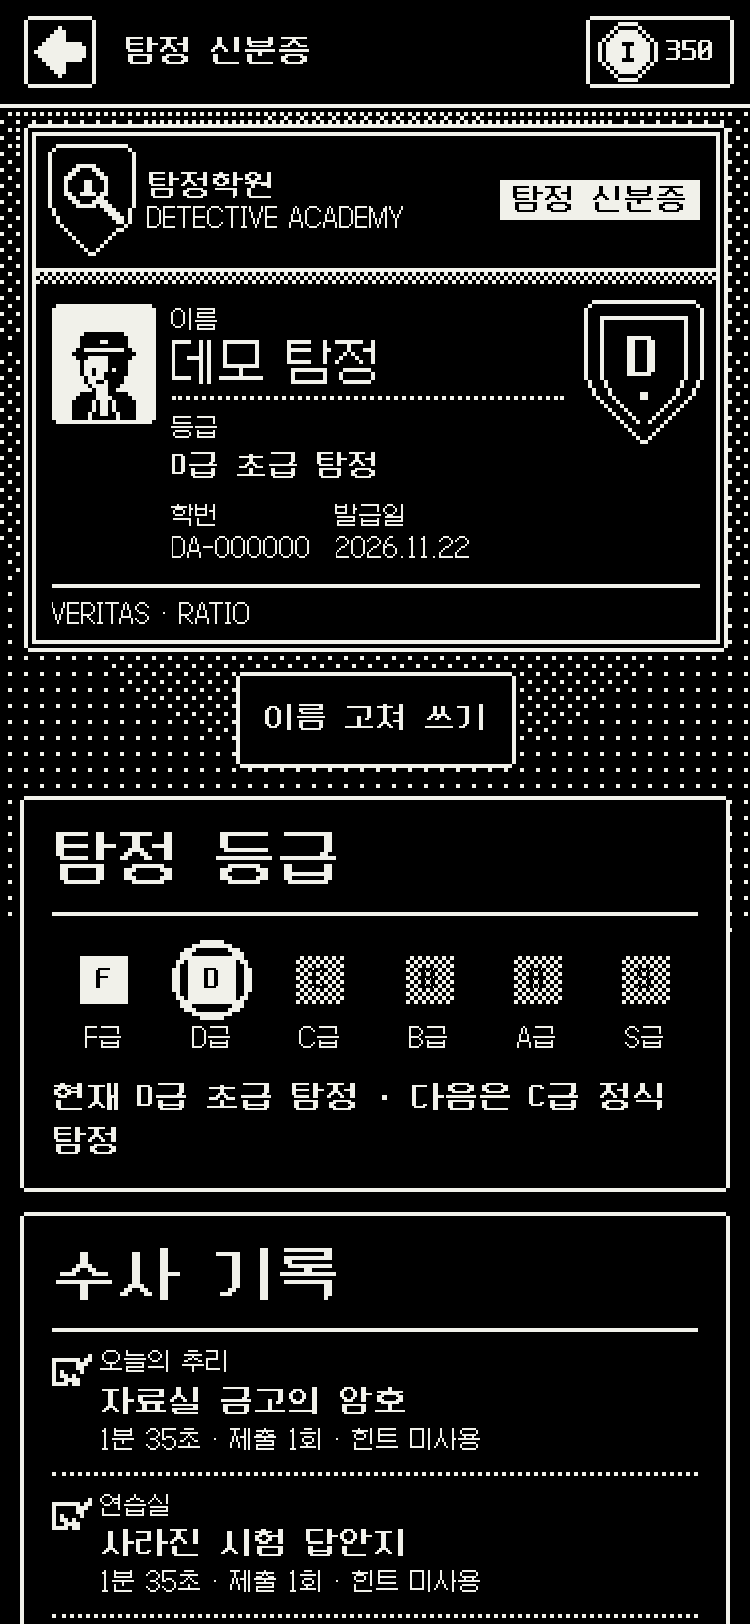 탐정 신분증
I 350
탐정학원
DETECTIVE ACADEMY
탐정 신분증
이름
데모 탐정
D
등급
D급 초급 탐정
학번 발급일
DA-000000 2026.11.22
VERITAS · RATIO
이름 고쳐 쓰기
탐정 등급
F D
F급 D급 C급 B급 A급 S급
현재 D급 초급 탐정 · 다음은 C급 정식
탐정
수사 기록
오늘의 추리
자료실 금고의 암호
1분 35초 · 제출 1회 · 힌트 미사용
연습실
사라진 시험 답안지
1분 35초 · 제출 1회 · 힌트 미사용